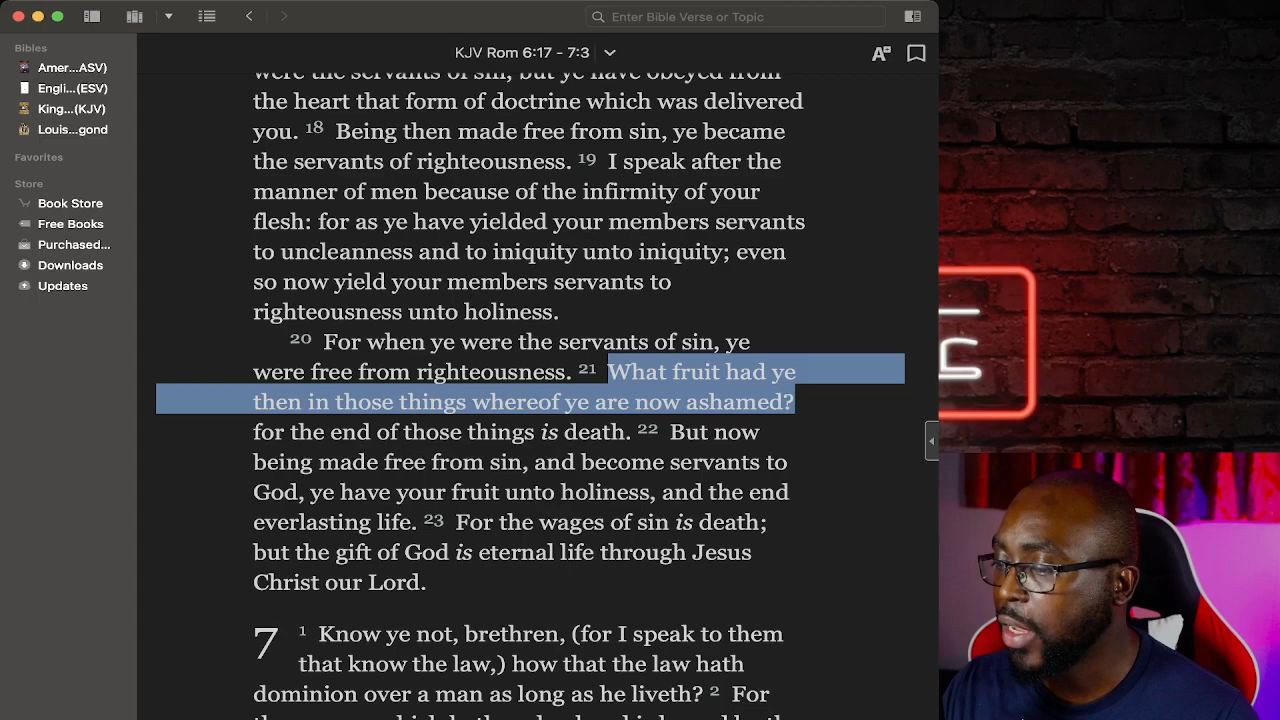 Enter Bible Verse or Topic
Bibles
Amer...ASV)
Engli...(ESV)
King...(KJV)
Louis...gond
Favorites
Store
Book Store
Free Books
Purchased...
Downloads
Updates
KJV Rom 6:17 - 7:3
were the servants of sin, but ye have obeyed from
the heart that form of doctrine which was delivered
you. 18 Being then made free from sin, ye became
the servants of righteousness. 19 I speak after the
manner of men because of the infirmity of your
flesh: for as ye have yielded your members servants
to uncleanness and to iniquity unto iniquity; even
so now yield your members servants to
righteousness unto holiness.
20 For when ye were the servants of sin, ye
were free from righteousness. 21 What fruit had ye
then in those things whereof ye are now ashamed?
for the end of those things is death. 22 But now
being made free from sin, and become servants to
God, ye have your fruit unto holiness, and the end
everlasting life. 23 For the wages of sin is death;
but the gift of God is eternal life through Jesus
Christ our Lord.
7 1 Know ye not, brethren, (for I speak to them
that know the law,) how that the law hath
dominion over a man as long as he liveth? 2 For